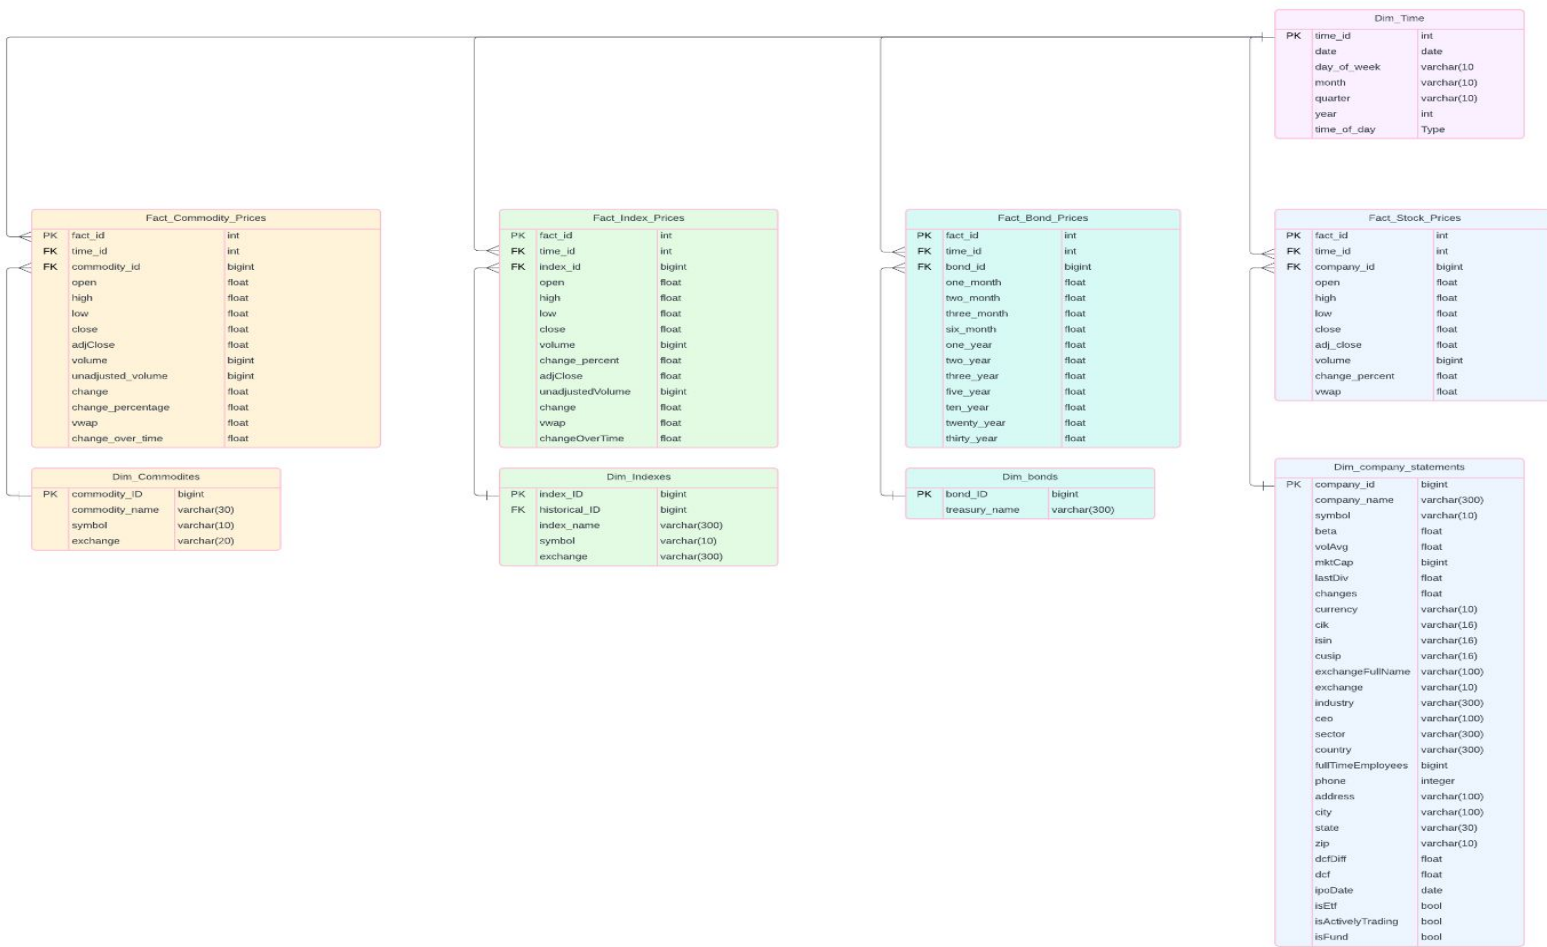 Dim_Time
PK time_id int
date date
day_of_week varchar(10
month varchar(10)
quarter varchar(10)
year int
time_of_day Type
Fact_Commodity_Prices
PK fact_id int
FK time_id int
FK commodity_id bigint
open float
high float
low float
close float
adjClose float
volume bigint
unadjusted_volume bigint
change float
change_percentage float
vwap float
change_over_time float
Fact_Index_Prices
PK fact_id int
FK time_id int
FK index_id bigint
open float
high float
low float
close float
volume bigint
change_percent float
adjClose float
unadjustedVolume bigint
change float
vwap float
changeOverTime float
Fact_Bond_Prices
PK fact_id int
FK time_id int
FK bond_id bigint
one_month float
two_month float
three_month float
six_month float
one_year float
two_year float
three_year float
five_year float
ten_year float
twenty_year float
thirty_year float
Fact_Stock_Prices
PK fact_id int
FK time_id int
FK company_id bigint
open float
high float
low float
close float
adj_close float
volume bigint
change_percent float
vwap float
Dim_Commodites
PK commodity_ID bigint
commodity_name varchar(30)
symbol varchar(10)
exchange varchar(20)
Dim_Indexes
PK index_ID bigint
FK historical_ID bigint
index_name varchar(300)
symbol varchar(10)
exchange varchar(300)
Dim_bonds
PK bond_ID bigint
treasury_name varchar(300)
Dim_company_statements
PK company_id bigint
company_name varchar(300)
symbol varchar(10)
beta float
volAvg float
mktCap bigint
lastDiv float
changes float
currency varchar(10)
cik varchar(16)
isin varchar(16)
cusip varchar(16)
exchangeFullName varchar(100)
exchange varchar(10)
industry varchar(300)
ceo varchar(100)
sector varchar(300)
country varchar(300)
fullTimeEmployees bigint
phone integer
address varchar(100)
city varchar(100)
state varchar(30)
zip varchar(10)
dcfDiff float
dcf float
ipoDate date
isEtf bool
isActivelyTrading bool
isFund bool